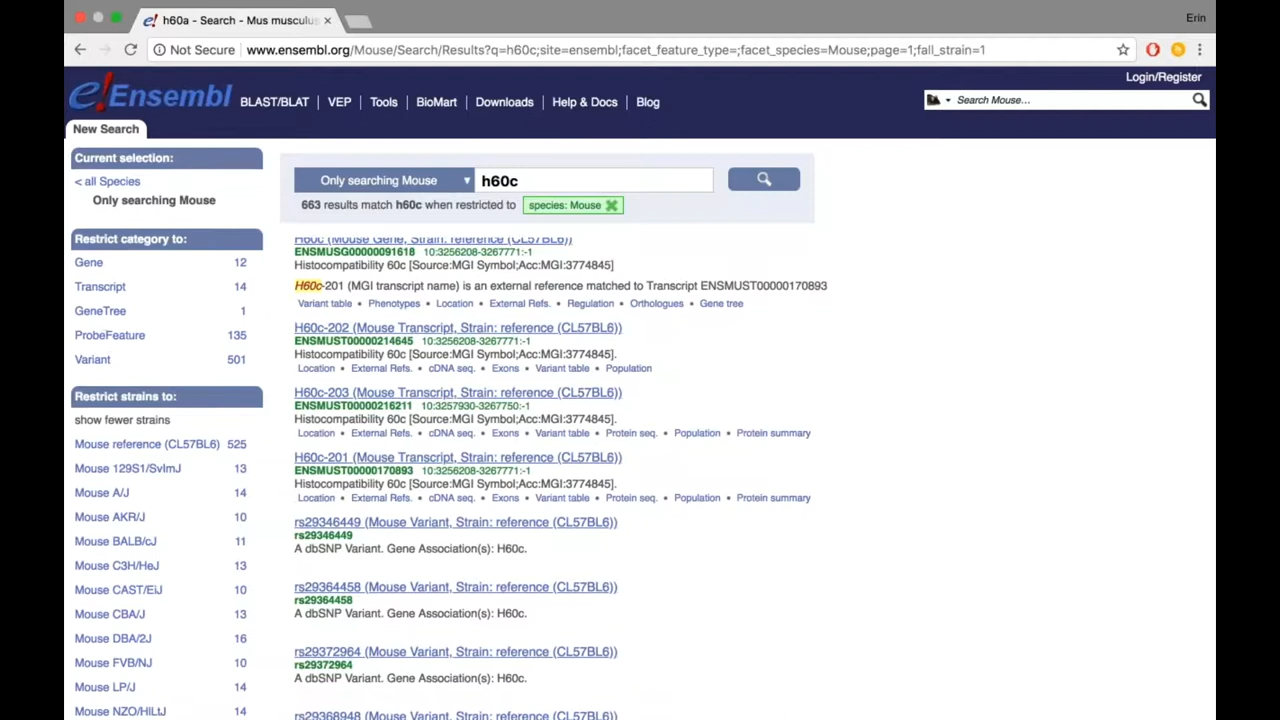 h60a - Search - Mus musculus
Erin
Not Secure www.ensembl.org/Mouse/Search/Results?q=h60c;site=ensembl;facet_feature_type=;facet_species=Mouse;page=1;fall_strain=1
Login/Register
e!Ensembl BLAST/BLAT | VEP | Tools | BioMart | Downloads | Help & Docs | Blog
Search Mouse...
New Search
Current selection:
< all Species
Only searching Mouse
Restrict category to:
Gene 12
Transcript 14
GeneTree 1
ProbeFeature 135
Variant 501
Restrict strains to:
show fewer strains
Mouse reference (CL57BL6) 525
Mouse 129S1/SvImJ 13
Mouse A/J 14
Mouse AKR/J 10
Mouse BALB/cJ 11
Mouse C3H/HeJ 13
Mouse CAST/EiJ 10
Mouse CBA/J 13
Mouse DBA/2J 16
Mouse FVB/NJ 10
Mouse LP/J 14
Mouse NZO/HlLtJ 14
Only searching Mouse h60c
663 results match h60c when restricted to species: Mouse
H60c (Mouse Gene, Strain: reference (CL57BL6))
ENSMUSG00000091618 10:3256208-3267771:-1
Histocompatibility 60c [Source:MGI Symbol;Acc:MGI:3774845]
H60c-201 (MGI transcript name) is an external reference matched to Transcript ENSMUST00000170893
Variant table • Phenotypes • Location • External Refs. • Regulation • Orthologues • Gene tree
H60c-202 (Mouse Transcript, Strain: reference (CL57BL6))
ENSMUST00000214645 10:3256208-3267771:-1
Histocompatibility 60c [Source:MGI Symbol;Acc:MGI:3774845].
Location • External Refs. • cDNA seq. • Exons • Variant table • Population
H60c-203 (Mouse Transcript, Strain: reference (CL57BL6))
ENSMUST00000216211 10:3257930-3267750:-1
Histocompatibility 60c [Source:MGI Symbol;Acc:MGI:3774845].
Location • External Refs. • cDNA seq. • Exons • Variant table • Protein seq. • Population • Protein summary
H60c-201 (Mouse Transcript, Strain: reference (CL57BL6))
ENSMUST00000170893 10:3256208-3267771:-1
Histocompatibility 60c [Source:MGI Symbol;Acc:MGI:3774845].
Location • External Refs. • cDNA seq. • Exons • Variant table • Protein seq. • Population • Protein summary
rs29346449 (Mouse Variant, Strain: reference (CL57BL6))
rs29346449
A dbSNP Variant. Gene Association(s): H60c.
rs29364458 (Mouse Variant, Strain: reference (CL57BL6))
rs29364458
A dbSNP Variant. Gene Association(s): H60c.
rs29372964 (Mouse Variant, Strain: reference (CL57BL6))
rs29372964
A dbSNP Variant. Gene Association(s): H60c.
rs29368948 (Mouse Variant, Strain: reference (CL57BL6))